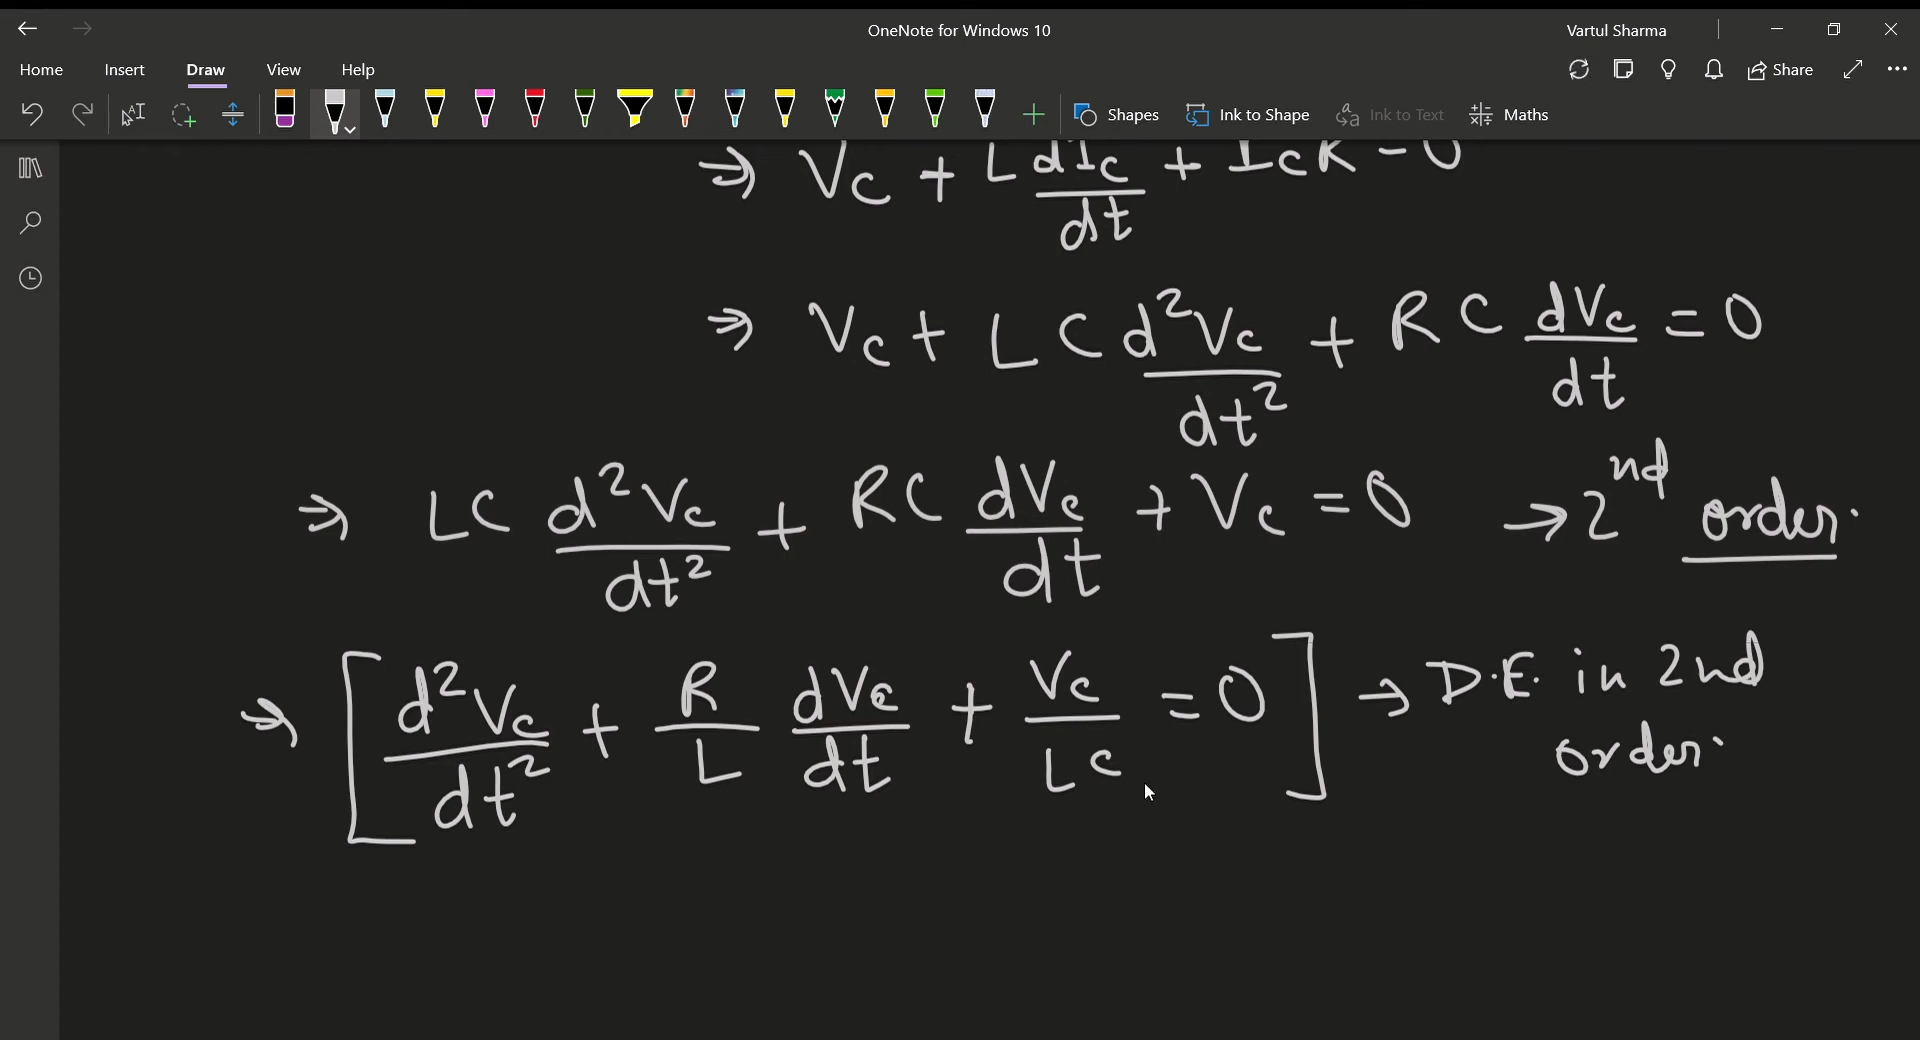 OneNote for Windows 10
Vartul Sharma
Home Insert Draw View Help
Share
Shapes Ink to Shape Ink to Text Maths
⇒ Vc + L dIc/dt + IcR = 0
⇒ Vc + LC d²Vc/dt² + RC dVc/dt = 0
⇒ LC d²Vc/dt² + RC dVc/dt + Vc = 0 → 2nd order.
⇒ [d²Vc/dt² + R/L dVc/dt + Vc/LC = 0] → D.E. in 2nd
order.